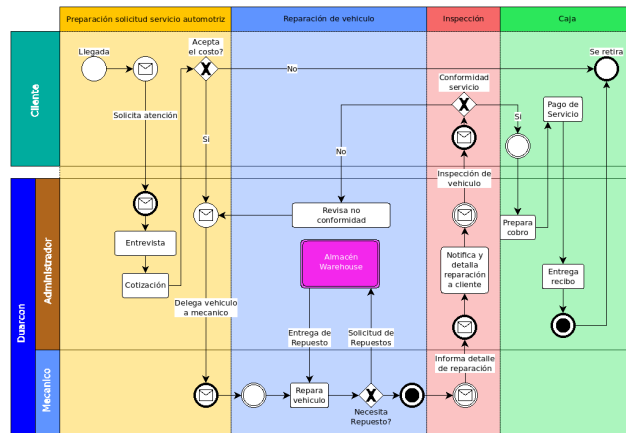 Preparación solicitud servicio automotriz
Reparación de vehiculo
Inspección
Caja
Cliente
Llegada
Acepta
el costo?
No
Se retira
Conformidad
servicio
Pago de
Servicio
Solicita atención
Si
Si
No
Inspección de
vehiculo
Duarcon
Administrador
Revisa no
conformidad
Prepara
cobro
Entrevista
Cotización
Almacén
Warehouse
Notifica y
detalla
reparación
a cliente
Entrega
recibo
Delega vehiculo
a mecanico
Entrega de
Repuesto
Solicitud de
Repuestos
Informa detalle
de reparación
Mecanico
Repara
vehiculo
Necesita
Repuesto?